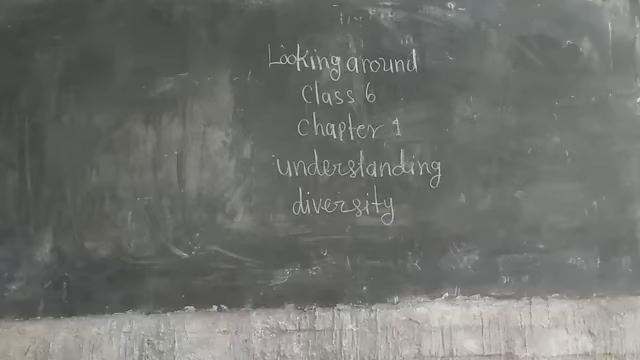 Looking around
Class 6
Chapter 1
understanding
diversity